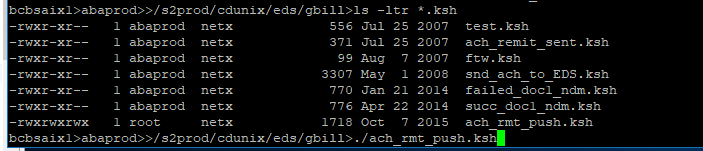 bcbsaix1>abaprod>>/s2prod/cdunix/eds/gbill>ls -ltr *.ksh
-rwxr-xr-- 1 abaprod netx 556 Jul 25 2007 test.ksh
-rwxr-xr-- 1 abaprod netx 371 Jul 25 2007 ach_remit_sent.ksh
-rwxr-xr-- 1 abaprod netx 99 Aug 7 2007 ftw.ksh
-rwxr-xr-- 1 abaprod netx 3307 May 1 2008 snd_ach_to_EDS.ksh
-rwxr-xr-- 1 abaprod netx 770 Jan 21 2014 failed_docl_ndm.ksh
-rwxr-xr-- 1 abaprod netx 776 Apr 22 2014 succ_docl_ndm.ksh
-rwxrwxrwx 1 root netx 1718 Oct 7 2015 ach_rmt_push.ksh
bcbsaix1>abaprod>>/s2prod/cdunix/eds/gbill>./ach_rmt_push.ksh